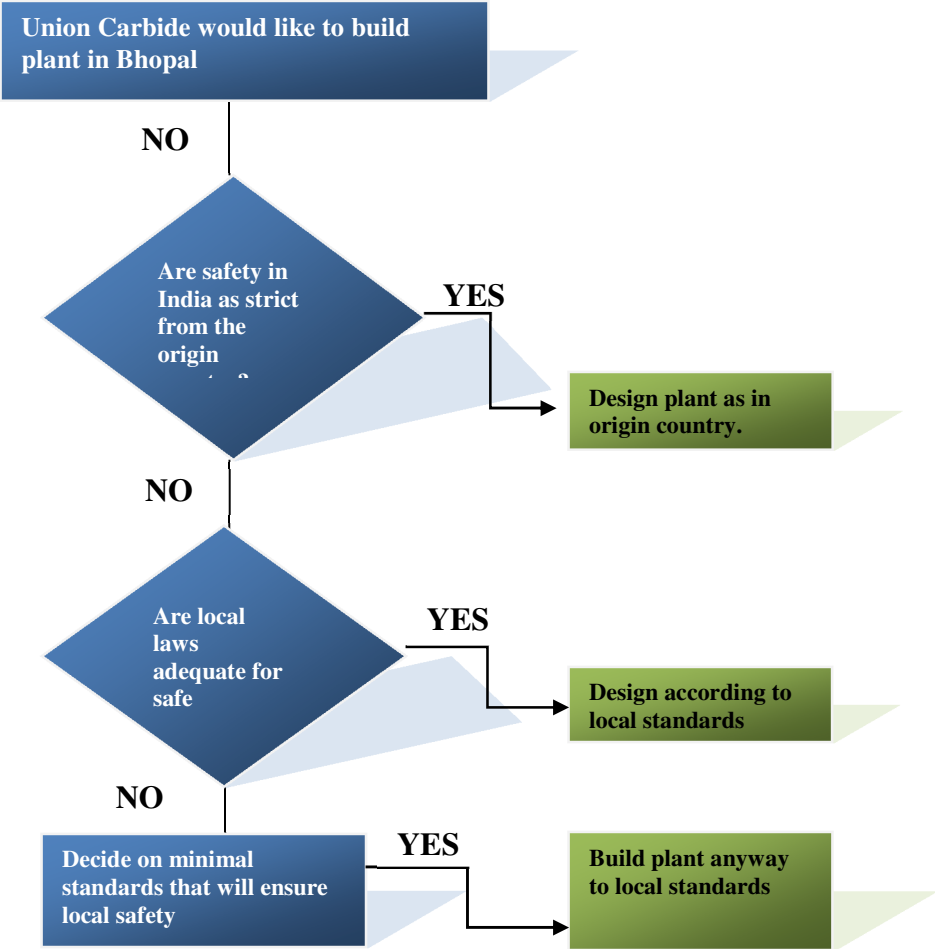 Union Carbide would like to build
plant in Bhopal
NO
Are safety in
India as strict
from the
origin
YES
Design plant as in
origin country.
NO
Are local
laws
adequate for
safe
YES
Design according to
local standards
NO
Decide on minimal
standards that will ensure
local safety
YES
Build plant anyway
to local standards